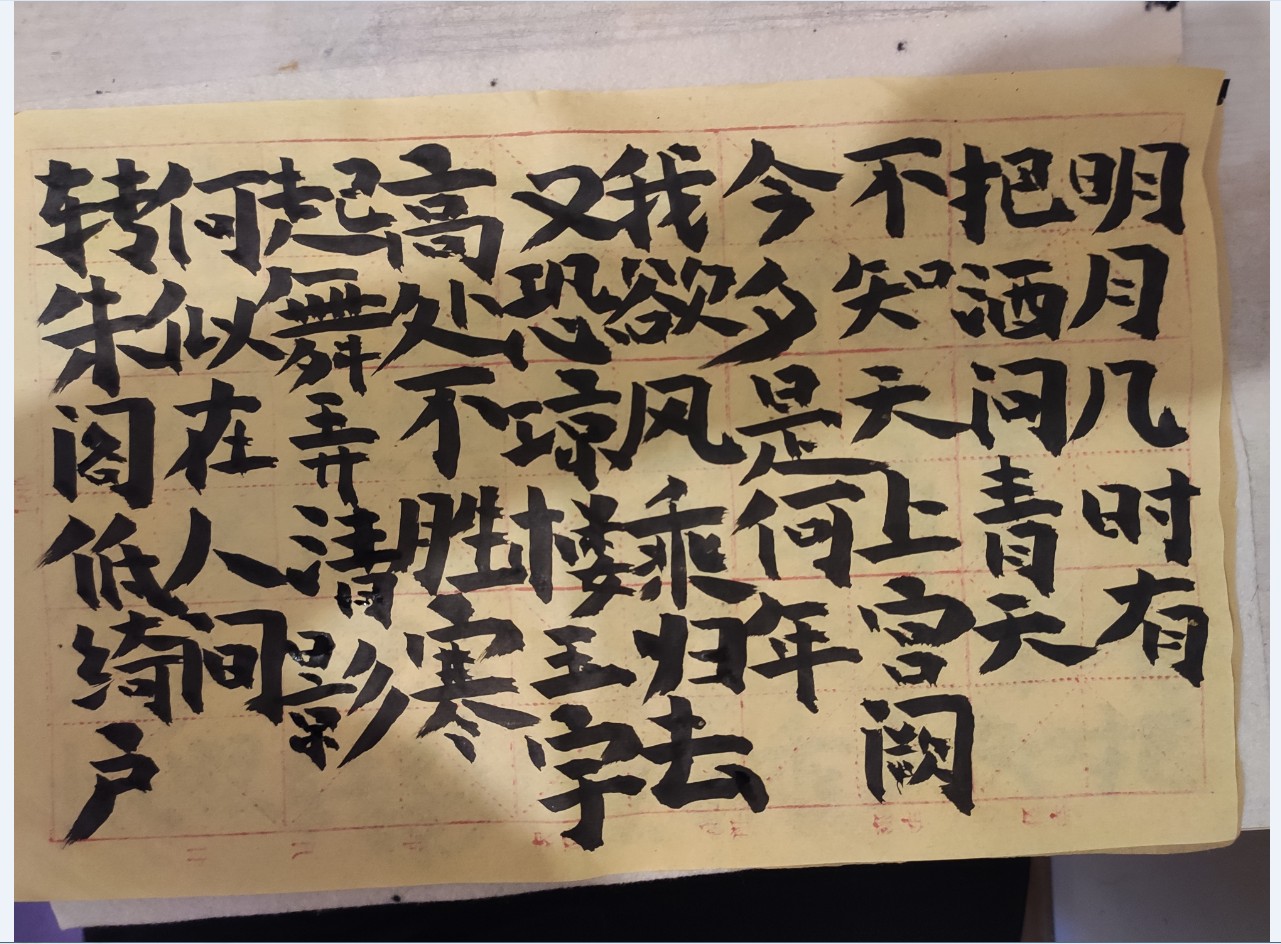 明月几时有
把酒问青天
不知天上宫阙
今夕是何年
我欲风乘归去
又恐琼楼玉宇
高处不胜寒
起舞弄清影
何似在人间
转朱阁低绮户